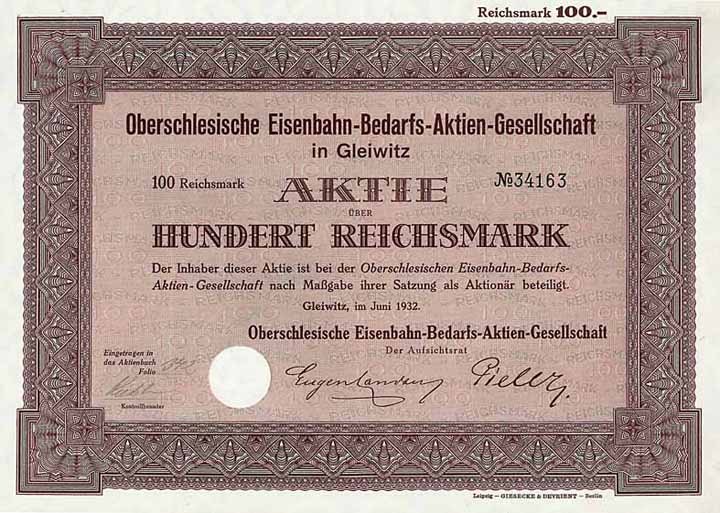 Reichsmark 100.–
Oberschlesische Eisenbahn-Bedarfs-Aktien-Gesellschaft
in Gleiwitz
100 Reichsmark AKTIE №34163
ÜBER
HUNDERT REICHSMARK
Der Inhaber dieser Aktie ist bei der Oberschlesischen Eisenbahn-Bedarfs-
Aktien-Gesellschaft nach Maßgabe ihrer Satzung als Aktionär beteiligt.
Gleiwitz, im Juni 1932.
Oberschlesische Eisenbahn-Bedarfs-Aktien-Gesellschaft
Der Aufsichtsrat
Eingetragen in
das Aktienbuch
Folio
Eugen Landau
Kontrollbeamter
Leipzig — GIESECKE & DEVRIENT — Berlin